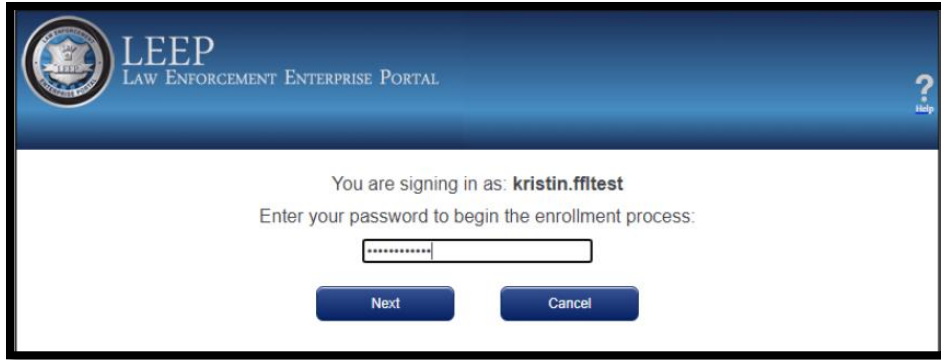 LEEP
LAW ENFORCEMENT ENTERPRISE PORTAL
?
Help
You are signing in as: kristin.ffltest
Enter your password to begin the enrollment process:
••••••••••••
Next
Cancel